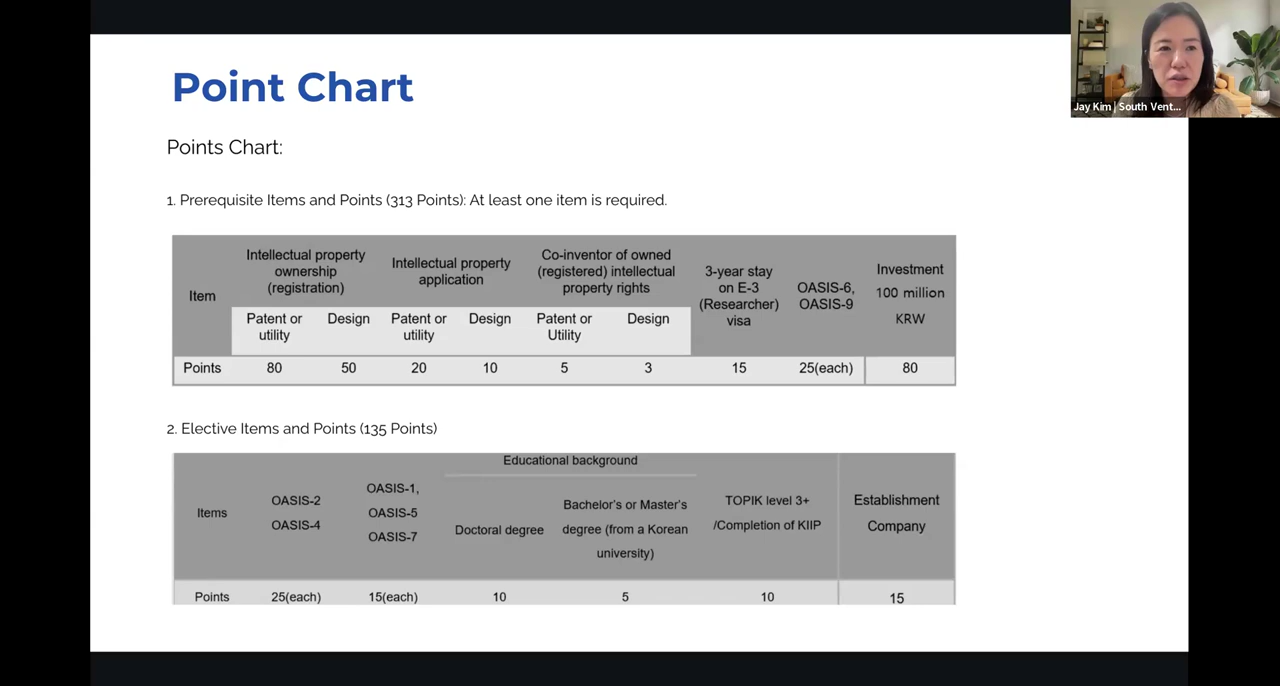 Point Chart
Jay Kim | South Vent...
Points Chart:
1. Prerequisite Items and Points (313 Points): At least one item is required.
Item
Intellectual property
ownership
(registration)
Intellectual property
application
Co-inventor of owned
(registered) intellectual
property rights
3-year stay
on E-3
(Researcher)
visa
OASIS-6,
OASIS-9
Investment
100 million
KRW
Patent or
utility
Design
Patent or
utility
Design
Patent or
Utility
Design
Points 80 50 20 10 5 3 15 25(each) 80
2. Elective Items and Points (135 Points)
Items
OASIS-2
OASIS-4
OASIS-1,
OASIS-5
OASIS-7
Educational background
Doctoral degree
Bachelor's or Master's
degree (from a Korean
university)
TOPIK level 3+
/Completion of KIIP
Establishment
Company
Points 25(each) 15(each) 10 5 10 15